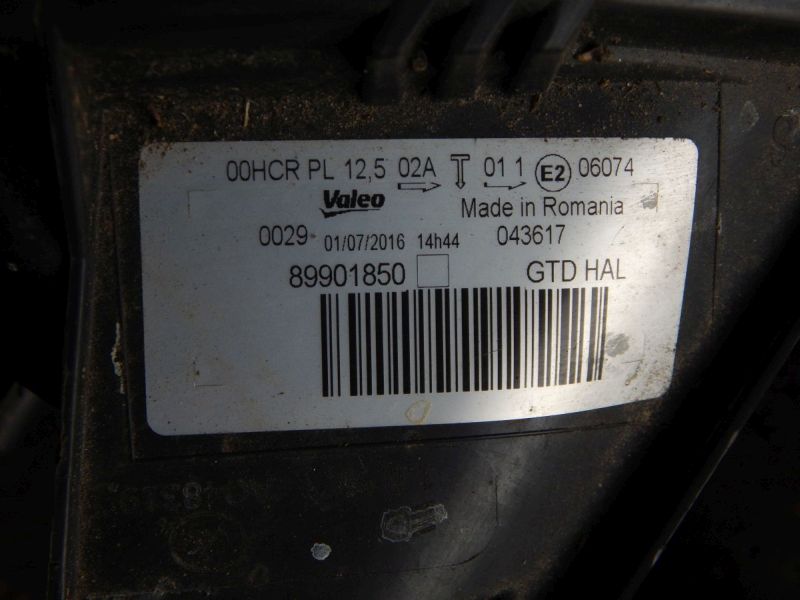 00HCR PL 12,5 02A 01 1 E2 06074
Valeo Made in Romania
0029 01/07/2016 14h44 043617
89901850 GTD HAL